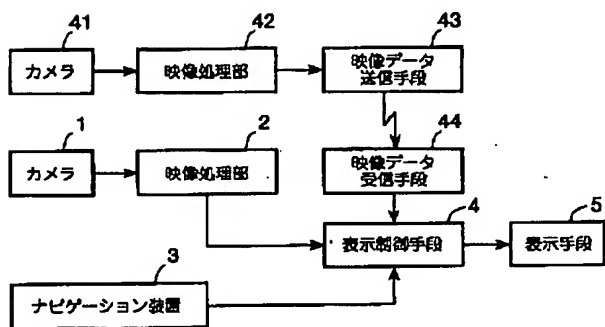 41
42
43
カメラ
映像処理部
映像データ
送信手段
1
2
44
カメラ
映像処理部
映像データ
受信手段
4
5
表示制御手段
表示手段
3
ナビゲーション装置